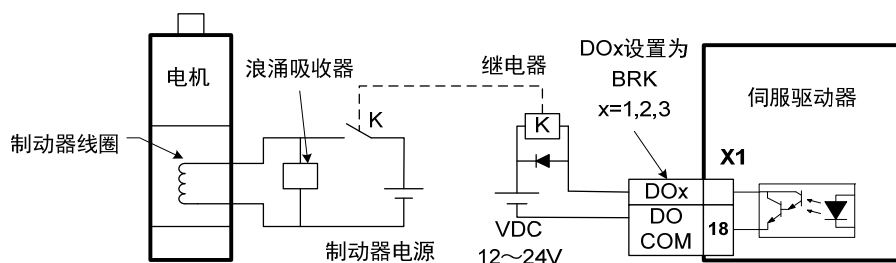 电机
制动器线圈
浪涌吸收器
K
制动器电源
继电器
K
VDC
12～24V
DOx设置为
BRK
x=1,2,3
伺服驱动器
X1
DOx
DO
COM
18